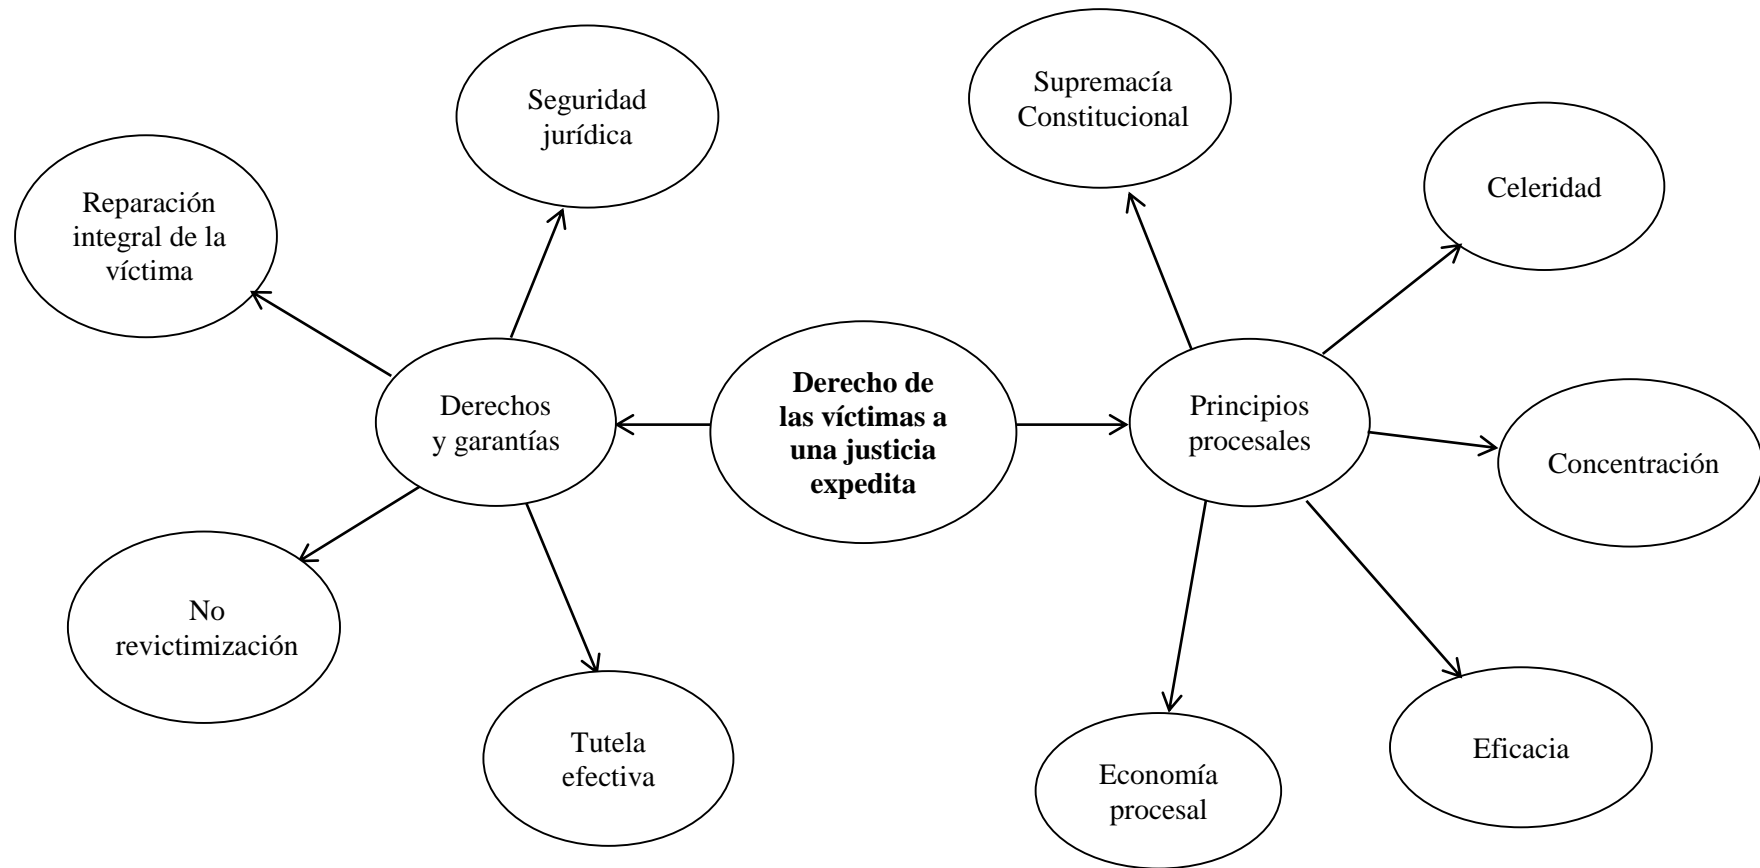 Seguridad
jurídica
Reparación
integral de la
víctima
Derechos
y garantías
No
revictimización
Tutela
efectiva
Derecho de
las víctimas a
una justicia
expedita
Supremacía
Constitucional
Celeridad
Principios
procesales
Concentración
Eficacia
Economía
procesal